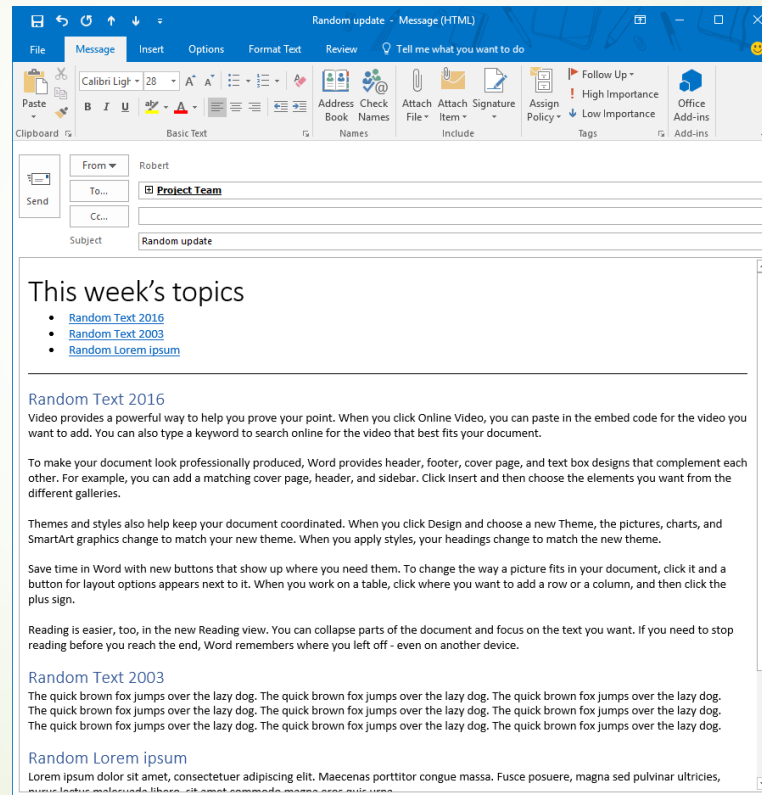 Random update - Message (HTML)
File Message Insert Options Format Text Review Tell me what you want to do
Paste
Calibri Ligh 28
B I U
Address Book
Check Names
Attach File
Attach Item
Signature
Assign Policy
Follow Up
High Importance
Low Importance
Office Add-ins
Clipboard Basic Text Names Include Tags Add-ins
Send
From Robert
To... Project Team
Cc...
Subject Random update
This week's topics
• Random Text 2016
• Random Text 2003
• Random Lorem ipsum
Random Text 2016
Video provides a powerful way to help you prove your point. When you click Online Video, you can paste in the embed code for the video you
want to add. You can also type a keyword to search online for the video that best fits your document.
To make your document look professionally produced, Word provides header, footer, cover page, and text box designs that complement each
other. For example, you can add a matching cover page, header, and sidebar. Click Insert and then choose the elements you want from the
different galleries.
Themes and styles also help keep your document coordinated. When you click Design and choose a new Theme, the pictures, charts, and
SmartArt graphics change to match your new theme. When you apply styles, your headings change to match the new theme.
Save time in Word with new buttons that show up where you need them. To change the way a picture fits in your document, click it and a
button for layout options appears next to it. When you work on a table, click where you want to add a row or a column, and then click the
plus sign.
Reading is easier, too, in the new Reading view. You can collapse parts of the document and focus on the text you want. If you need to stop
reading before you reach the end, Word remembers where you left off - even on another device.
Random Text 2003
The quick brown fox jumps over the lazy dog. The quick brown fox jumps over the lazy dog. The quick brown fox jumps over the lazy dog.
The quick brown fox jumps over the lazy dog. The quick brown fox jumps over the lazy dog. The quick brown fox jumps over the lazy dog.
The quick brown fox jumps over the lazy dog. The quick brown fox jumps over the lazy dog. The quick brown fox jumps over the lazy dog.
Random Lorem ipsum
Lorem ipsum dolor sit amet, consectetuer adipiscing elit. Maecenas porttitor congue massa. Fusce posuere, magna sed pulvinar ultricies,